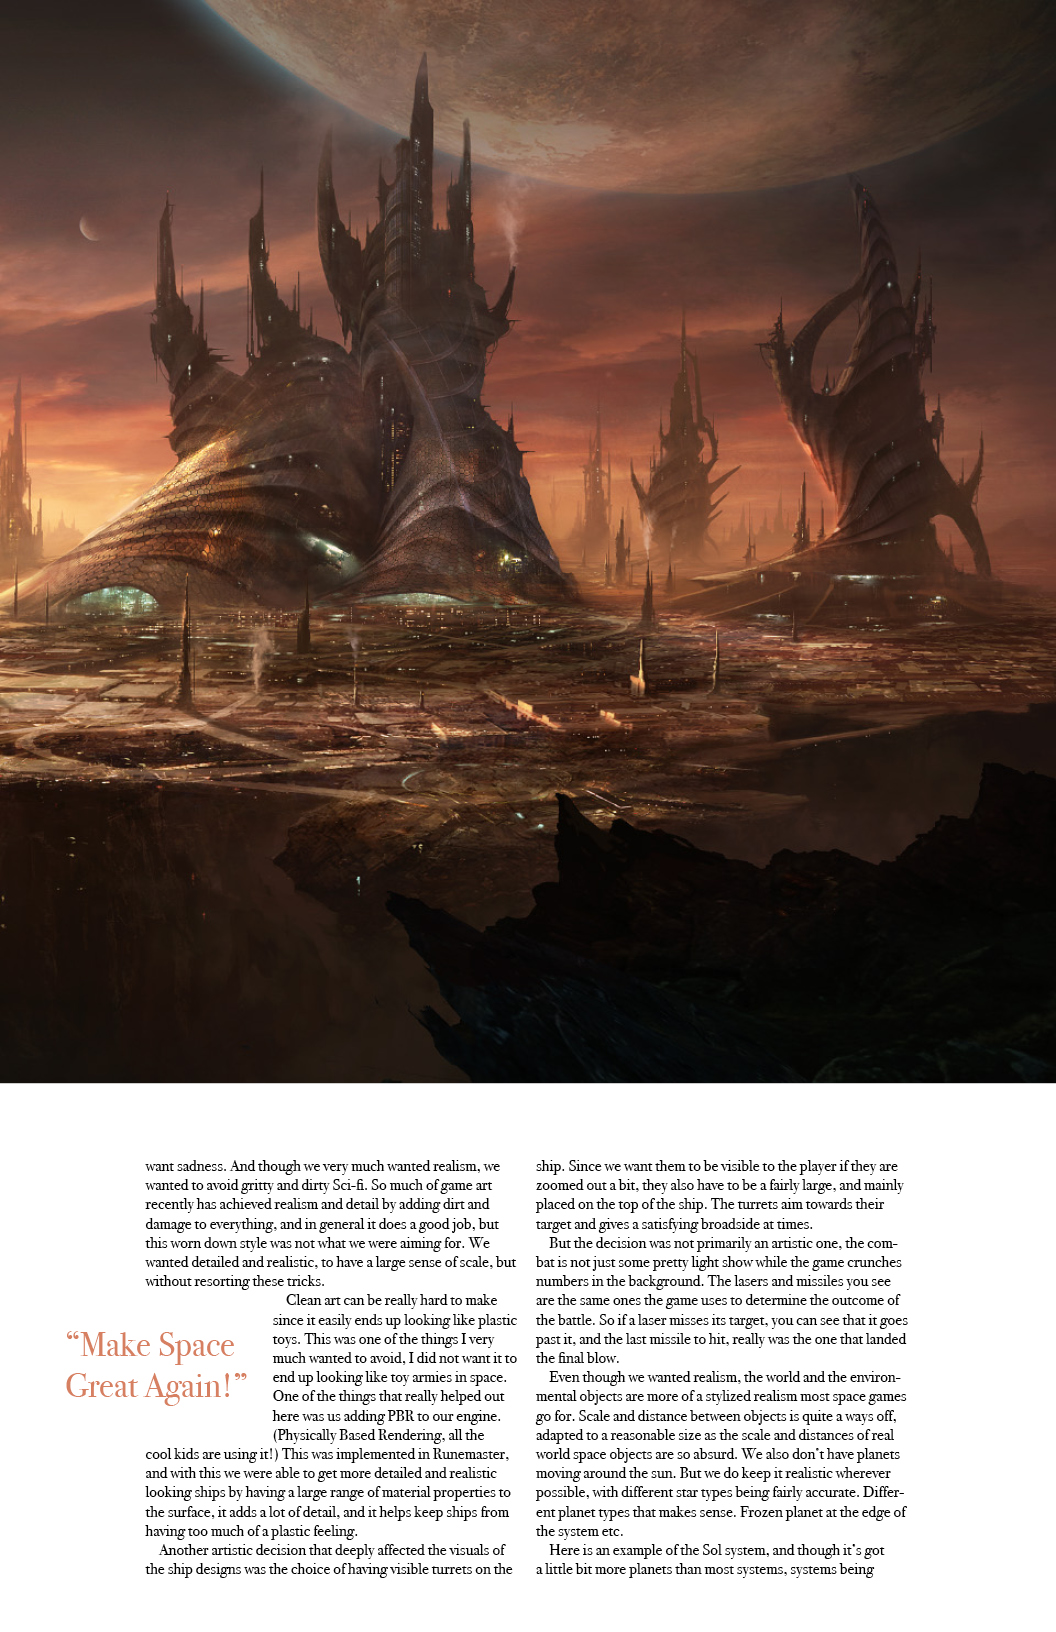 want sadness. And though we very much wanted realism, we
wanted to avoid gritty and dirty Sci-fi. So much of game art
recently has achieved realism and detail by adding dirt and
damage to everything, and in general it does a good job, but
this worn down style was not what we were aiming for. We
wanted detailed and realistic, to have a large sense of scale, but
without resorting these tricks.
Clean art can be really hard to make
since it easily ends up looking like plastic
toys. This was one of the things I very
much wanted to avoid, I did not want it to
end up looking like toy armies in space.
One of the things that really helped out
here was us adding PBR to our engine.
(Physically Based Rendering, all the
cool kids are using it!) This was implemented in Runemaster,
and with this we were able to get more detailed and realistic
looking ships by having a large range of material properties to
the surface, it adds a lot of detail, and it helps keep ships from
having too much of a plastic feeling.
Another artistic decision that deeply affected the visuals of
the ship designs was the choice of having visible turrets on the
“Make Space
Great Again!”
ship. Since we want them to be visible to the player if they are
zoomed out a bit, they also have to be a fairly large, and mainly
placed on the top of the ship. The turrets aim towards their
target and gives a satisfying broadside at times.
But the decision was not primarily an artistic one, the com-
bat is not just some pretty light show while the game crunches
numbers in the background. The lasers and missiles you see
are the same ones the game uses to determine the outcome of
the battle. So if a laser misses its target, you can see that it goes
past it, and the last missile to hit, really was the one that landed
the final blow.
Even though we wanted realism, the world and the environ-
mental objects are more of a stylized realism most space games
go for. Scale and distance between objects is quite a ways off,
adapted to a reasonable size as the scale and distances of real
world space objects are so absurd. We also don’t have planets
moving around the sun. But we do keep it realistic wherever
possible, with different star types being fairly accurate. Differ-
ent planet types that makes sense. Frozen planet at the edge of
the system etc.
Here is an example of the Sol system, and though it’s got
a little bit more planets than most systems, systems being